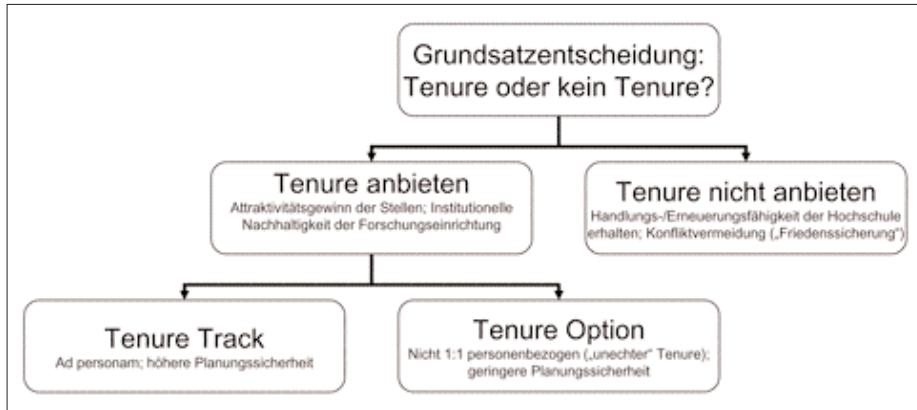 Grundsatzentscheidung:
Tenure oder kein Tenure?
Tenure anbieten
Attraktivitätsgewinn der Stellen; Institutionelle
Nachhaltigkeit der Forschungseinrichtung
Tenure nicht anbieten
Handlungs-/Erneuerungsfähigkeit der Hochschule
erhalten; Konfliktvermeidung („Friedenssicherung“)
Tenure Track
Ad personam; höhere Planungssicherheit
Tenure Option
Nicht 1:1 personenbezogen („unechter“ Tenure);
geringere Planungssicherheit